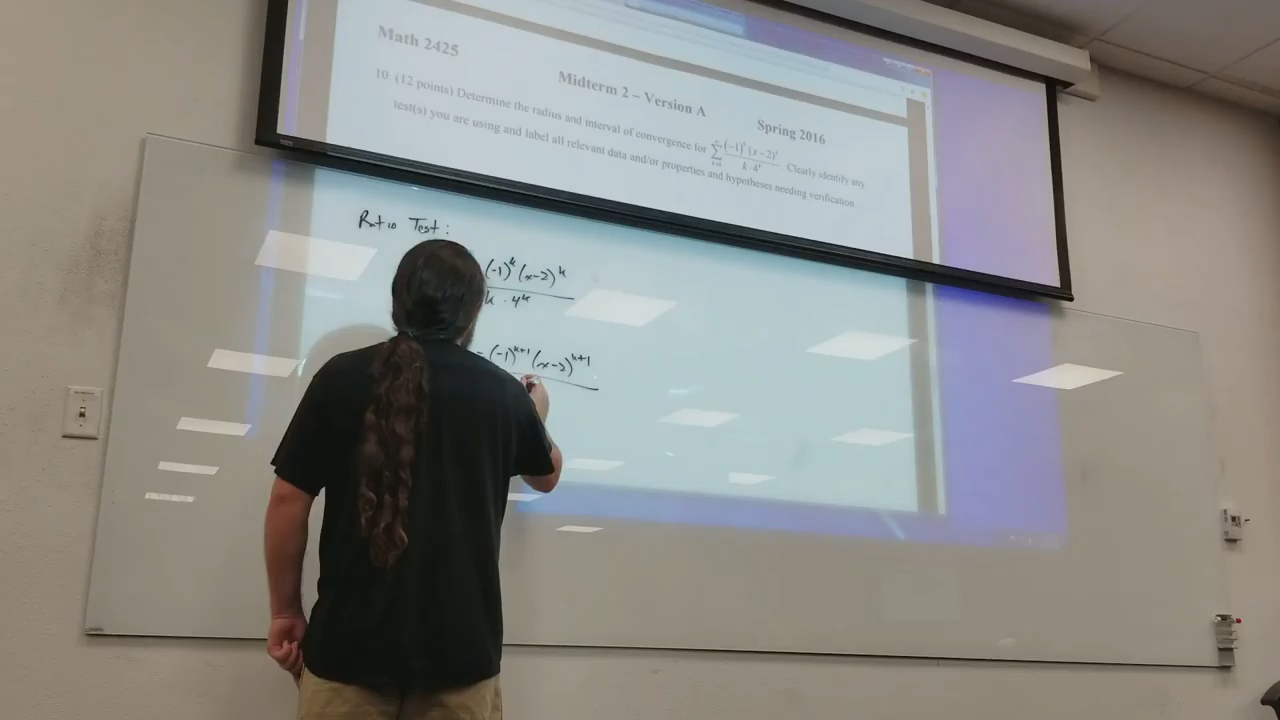 Math 2425
Midterm 2 – Version A
Spring 2016
10. (12 points) Determine the radius and interval of convergence for ∑ (-1)^k (x-2)^k / k·4^k. Clearly identify any
test(s) you are using and label all relevant data and/or properties and hypotheses needing verification
Ratio Test:
(-1)^k (x-2)^k
k · 4^k
= (-1)^k+1 (x-2)^k+1